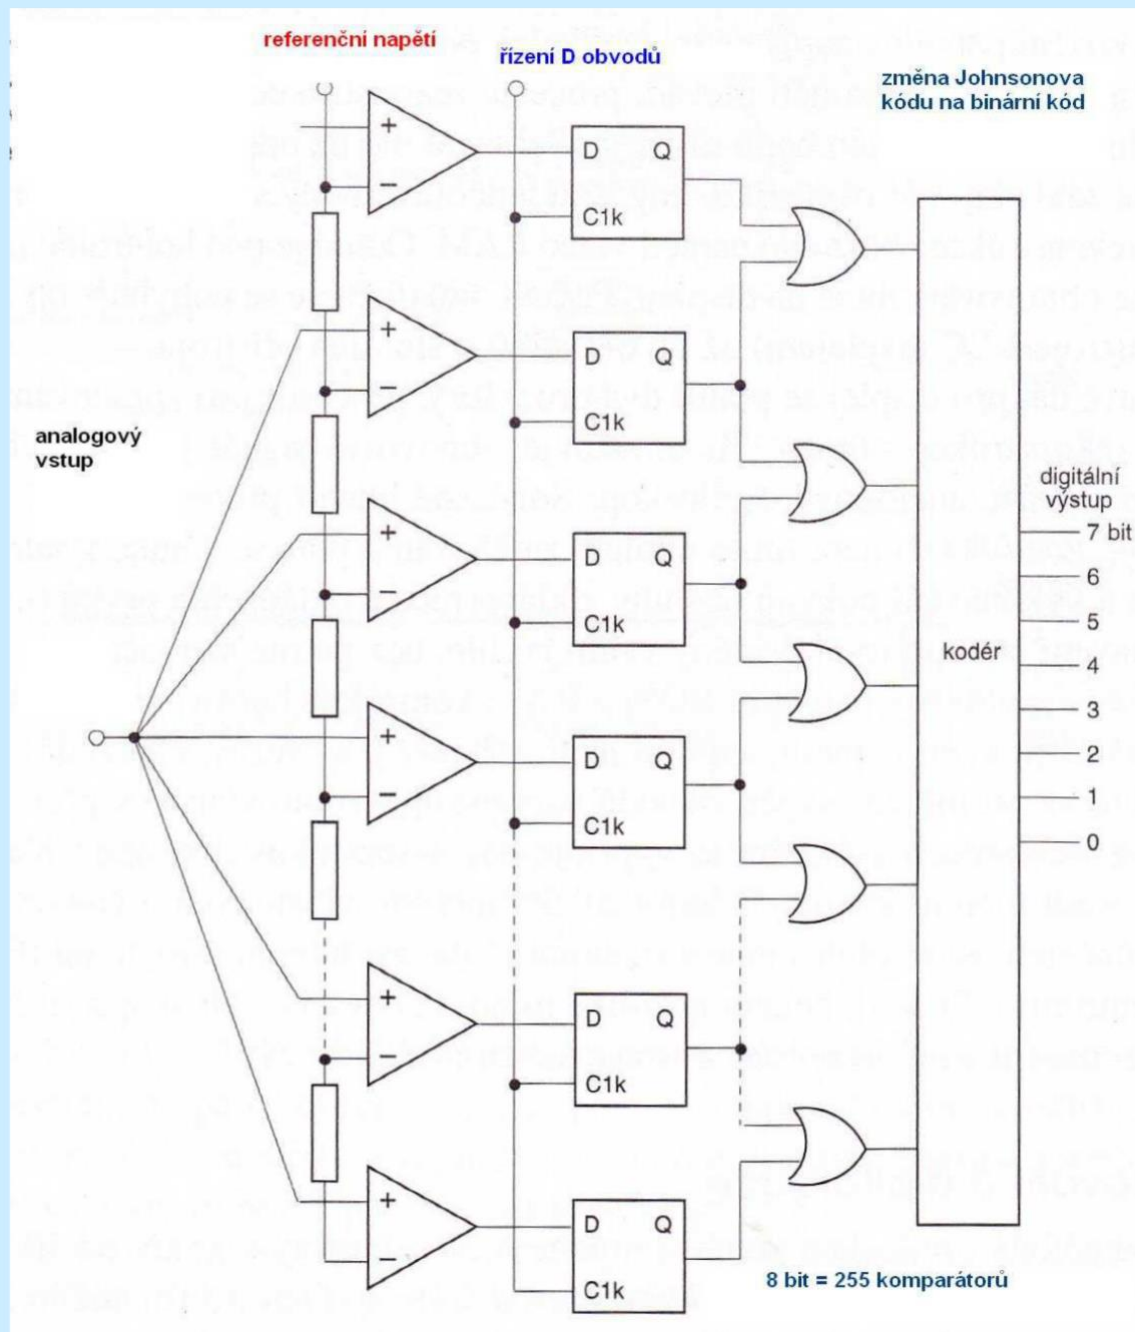 referenční napětí
řízení D obvodů
změna Johnsonova
kódu na binární kód
+
−
D Q
C1k
+
−
D Q
C1k
analogový
vstup
+
−
D Q
C1k
digitální
výstup
7 bit
6
5
kodér
4
3
2
1
0
+
−
D Q
C1k
+
−
D Q
C1k
+
−
D Q
C1k
8 bit = 255 komparátorů